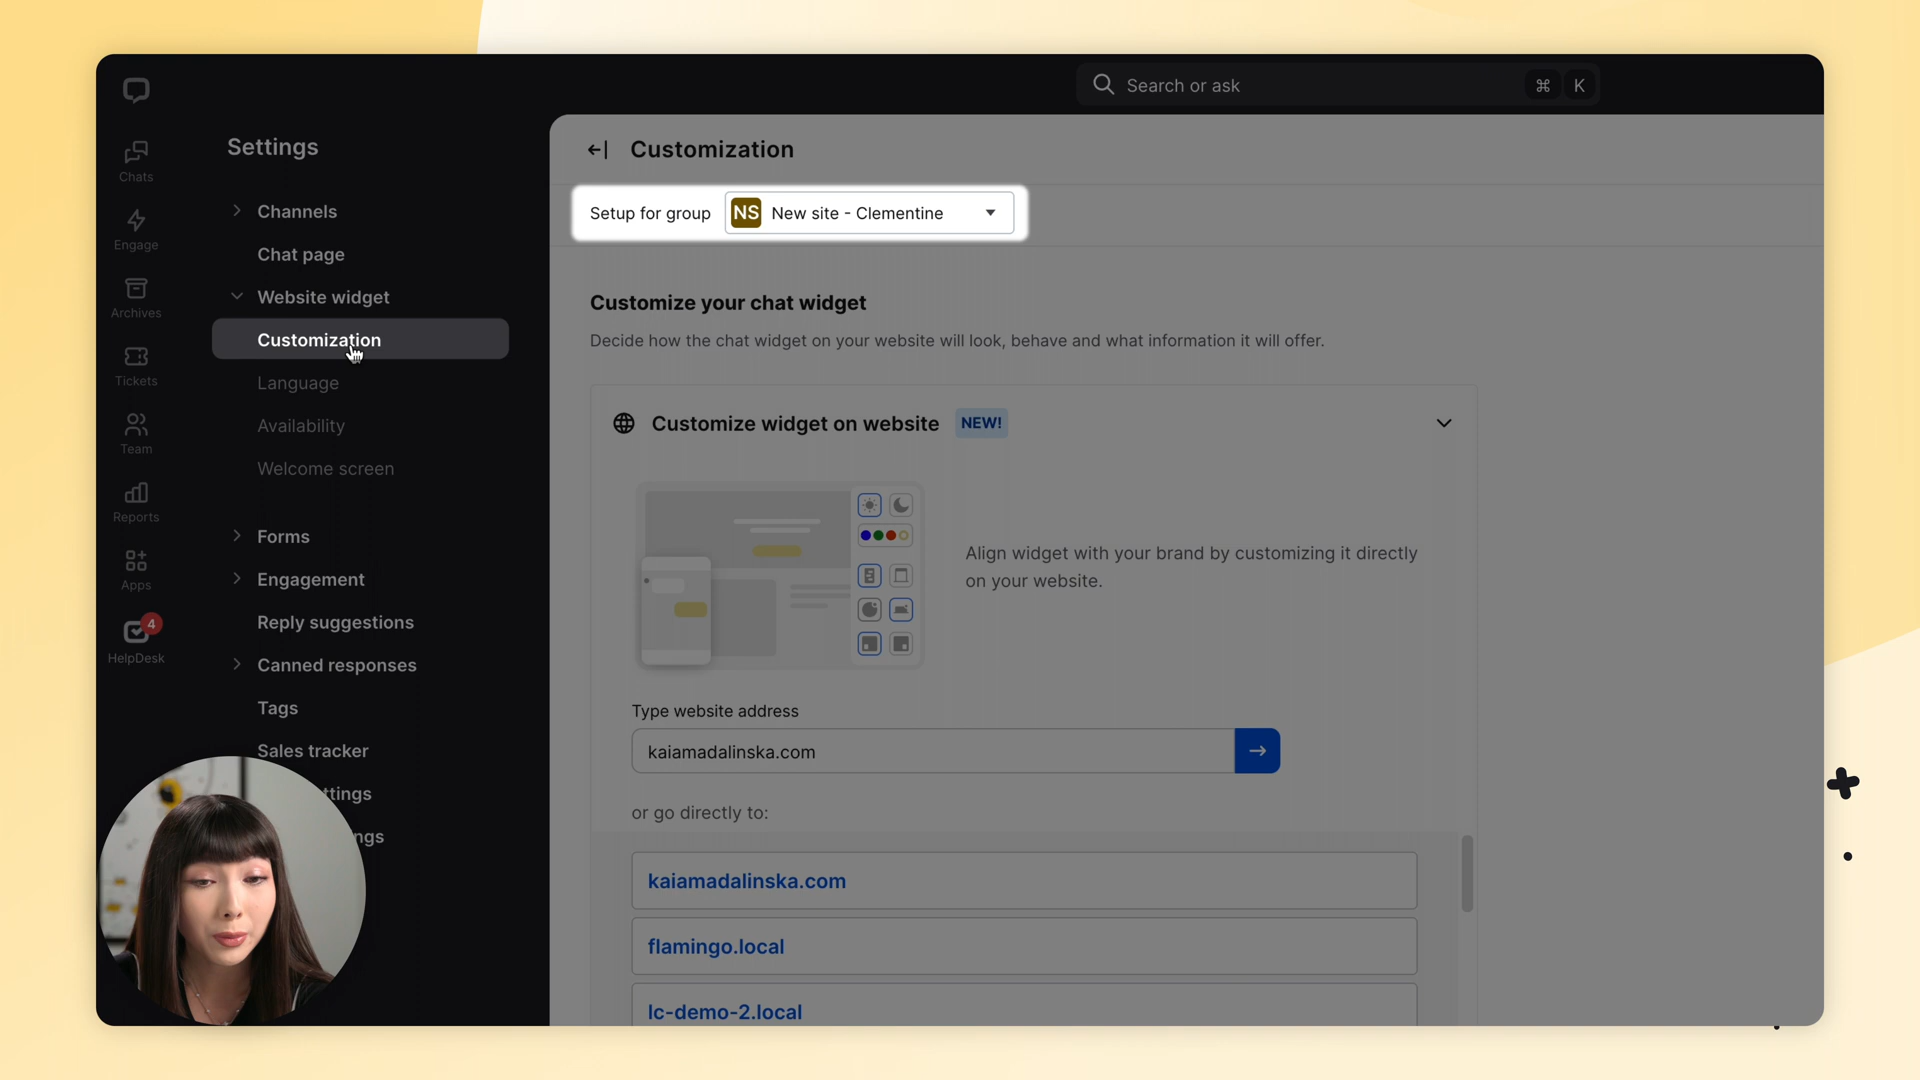 Search or ask
⌘ K
Chats
Engage
Archives
Tickets
Team
Reports
Apps
4
HelpDesk
Settings
Channels
Chat page
Website widget
Customization
Language
Availability
Welcome screen
Forms
Engagement
Reply suggestions
Canned responses
Tags
Sales tracker
ttings
ngs
Customization
Setup for group NS New site - Clementine
Customize your chat widget
Decide how the chat widget on your website will look, behave and what information it will offer.
Customize widget on website NEW!
Align widget with your brand by customizing it directly
on your website.
Type website address
kaiamadalinska.com
or go directly to:
kaiamadalinska.com
flamingo.local
lc-demo-2.local